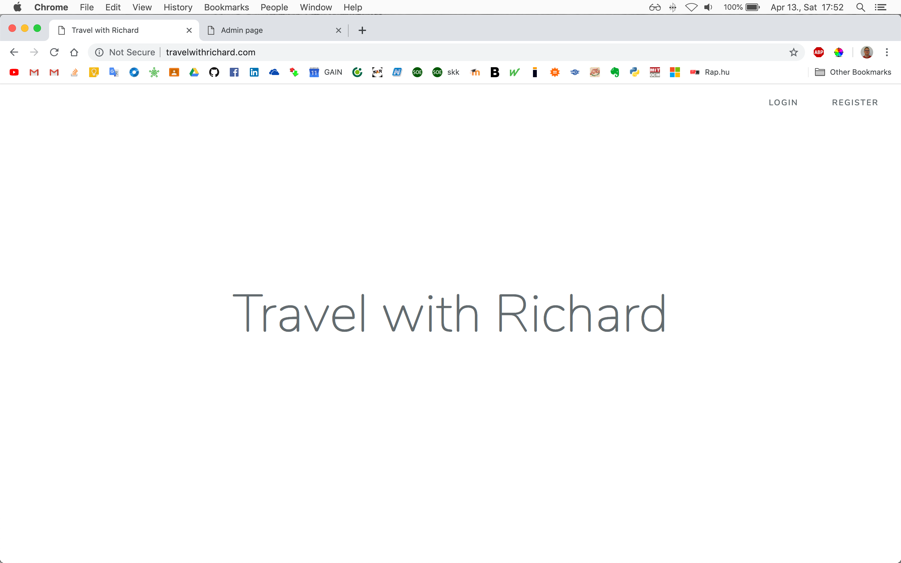 Chrome File Edit View History Bookmarks People Window Help 100% Apr 13., Sat 17:52
Travel with Richard Admin page
Not Secure travelwithrichard.com ABP
GAIN skk Rap.hu Other Bookmarks
LOGIN REGISTER
Travel with Richard